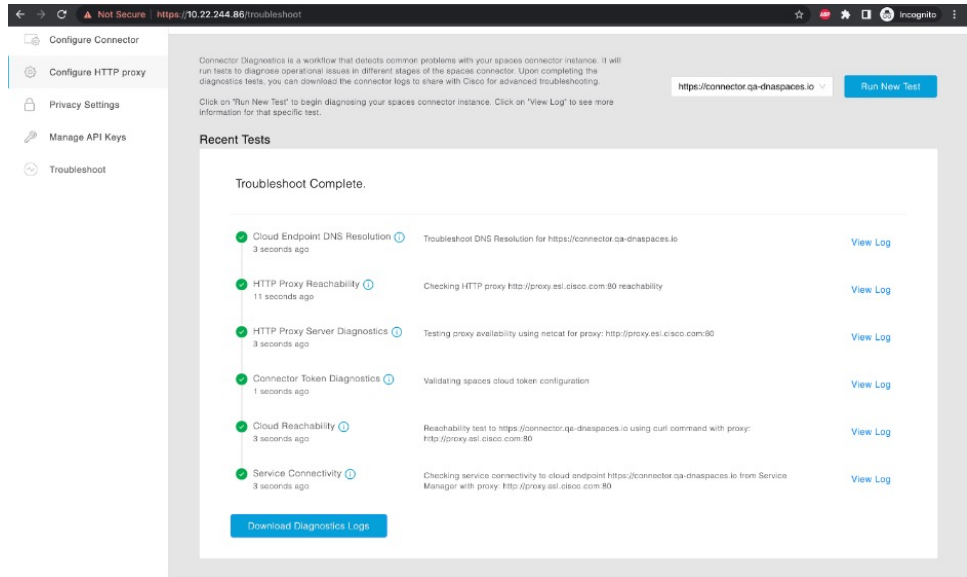 Not Secure https://10.22.244.86/troubleshoot
Incognito
Configure Connector
Configure HTTP proxy
Privacy Settings
Manage API Keys
Troubleshoot
Connector Diagnostics is a workflow that detects common problems with your spaces connector instance. It will
run tests to diagnose operational issues in different stages of the spaces connector. Upon completing the
diagnostics tests, you can download the connector logs to share with Cisco for advanced troubleshooting.
Click on "Run New Test" to begin diagnosing your spaces connector instance. Click on "View Log" to see more
information for that specific test.
https://connector.qa-dnaspaces.io
Run New Test
Recent Tests
Troubleshoot Complete.
Cloud Endpoint DNS Resolution
3 seconds ago
Troubleshoot DNS Resolution for https://connector.qa-dnaspaces.io
View Log
HTTP Proxy Reachability
11 seconds ago
Checking HTTP proxy http://proxy.esl.cisco.com:80 reachability
View Log
HTTP Proxy Server Diagnostics
3 seconds ago
Testing proxy availability using netcat for proxy: http://proxy.esl.cisco.com:80
View Log
Connector Token Diagnostics
1 seconds ago
Validating spaces cloud token configuration
View Log
Cloud Reachability
3 seconds ago
Reachability test to https://connector.qa-dnaspaces.io using curl command with proxy:
http://proxy.esl.cisco.com:80
View Log
Service Connectivity
3 seconds ago
Checking service connectivity to cloud endpoint https://connector.qa-dnaspaces.io from Service
Manager with proxy: http://proxy.esl.cisco.com:80
View Log
Download Diagnostics Logs